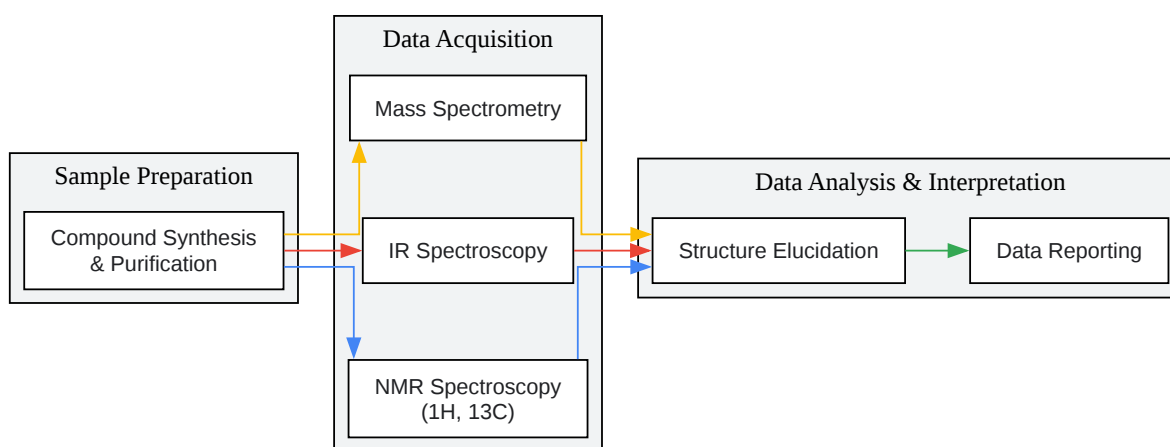 Sample Preparation
Compound Synthesis
& Purification
Data Acquisition
Mass Spectrometry
IR Spectroscopy
NMR Spectroscopy
(1H, 13C)
Data Analysis & Interpretation
Structure Elucidation
Data Reporting